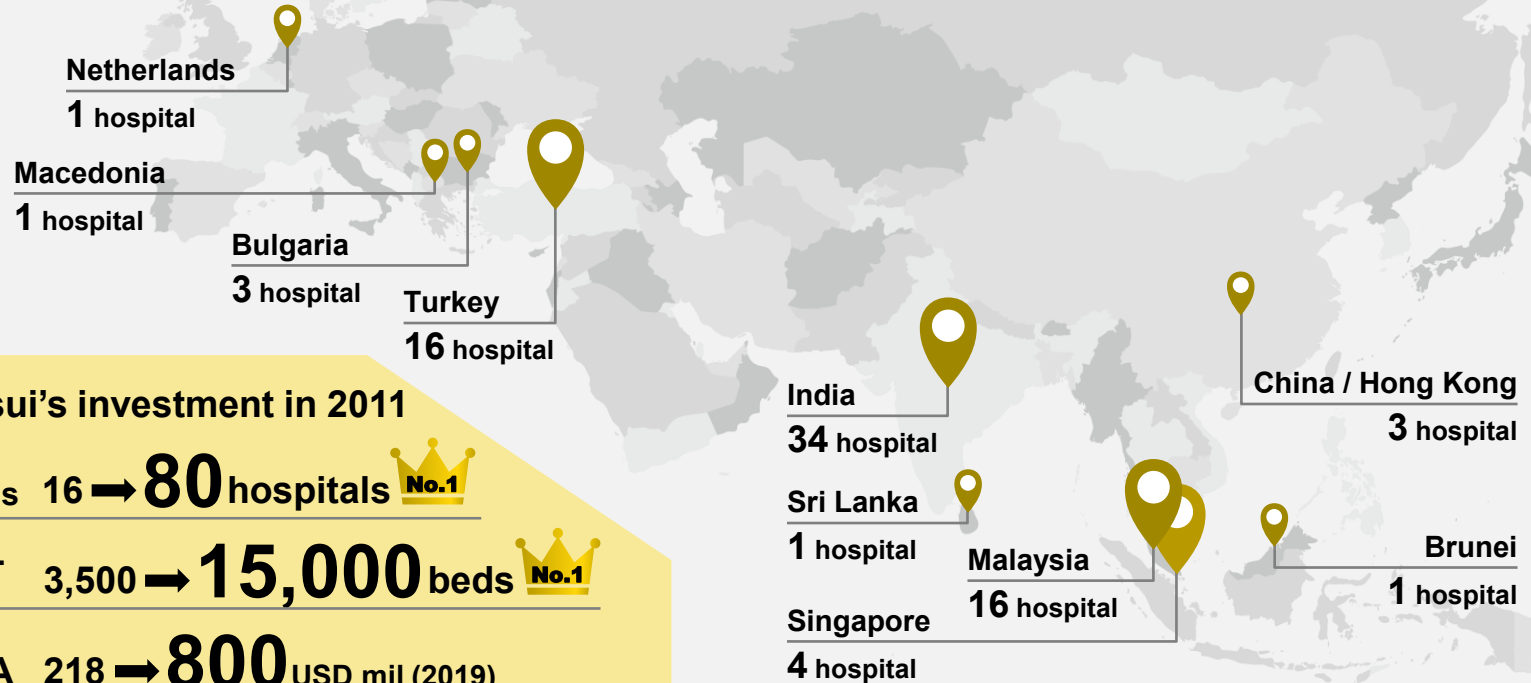 Netherlands
1 hospital
Macedonia
1 hospital
Bulgaria
3 hospital
Turkey
16 hospital
India
34 hospital
China / Hong Kong
3 hospital
Sri Lanka
1 hospital
Malaysia
16 hospital
Brunei
1 hospital
Singapore
4 hospital
investment in 2011
16 ➡ 80 hospitals No.1
3,500 ➡ 15,000 beds No.1
218 ➡ 800 USD mil (2019)